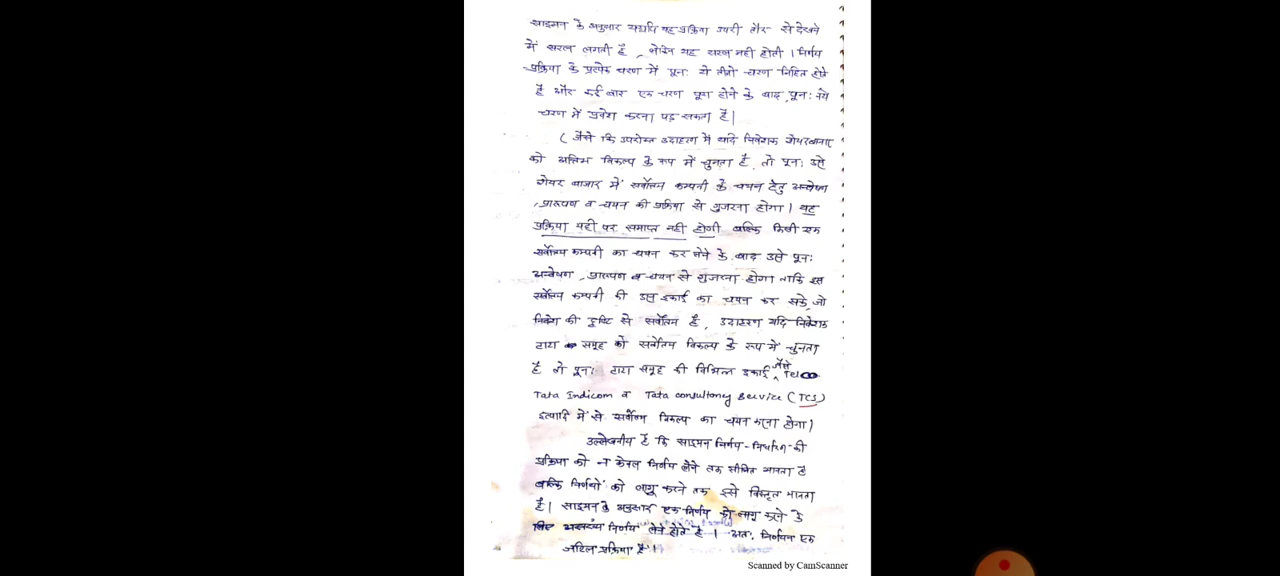 साइमन के अनुसार यद्यपि यह प्रक्रिया ऊपरी तौर से देखने
में सरल लगती है, लेकिन यह सरल नहीं होती। निर्णय
प्रक्रिया के प्रत्येक चरण में पुनः ये तीनों चरण निहित होते
है और कई बार एक चरण पूरा होने के बाद पुनः नये
चरण में प्रवेश करना पड़ सकता है।
(जैसे कि उपरोक्त उदाहरण में यदि निवेशक शेयर बाजार
को अंतिम विकल्प के रूप में चुनता है, तो पुनः उसे
शेयर बाजार में सर्वोत्तम कम्पनी के चयन हेतु अन्वेषण
, प्रारूपण व चयन की प्रक्रिया से गुजरना होगा। यह
प्रक्रिया यही पर समाप्त नहीं होगी बल्कि किसी एक
सर्वोत्तम कम्पनी का चयन कर लेने के बाद उसे पुनः
अन्वेषण, प्रारूपण व चयन से गुजरना होगा ताकि इस
सर्वोत्तम कम्पनी की उस इकाई का चयन कर सके, जो
निवेश की दृष्टि से सर्वोत्तम है, उदाहरण यदि निवेशक
टाटा समूह को सर्वोत्तम विकल्प के रूप में चुनता
है तो पुनः टाटा समूह की विभिन्न इकाई जैसे
Tata Indicom व Tata consultancy Service (TCS)
इत्यादि में से सर्वोत्तम विकल्प का चयन करना होगा)
उल्लेखनीय है कि साइमन निर्णय-निर्धारण की
प्रक्रिया को न केवल निर्णय लेने तक सीमित मानता है
बल्कि निर्णयों को लागू करने तक इसे विस्तृत मानता
है। साइमन के अनुसार एक निर्णय को लागू करने के
लिए असंख्य निर्णय लेने होते है। अतः निर्णयन एक
जटिल प्रक्रिया है।
Scanned by CamScanner